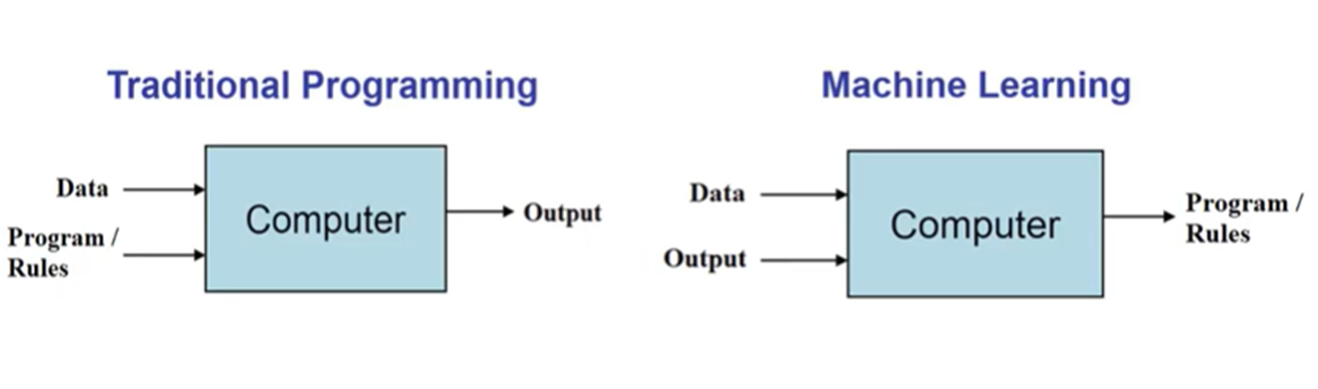 Traditional Programming
Data
Program /
Rules
Computer
Output
Machine Learning
Data
Output
Computer
Program /
Rules